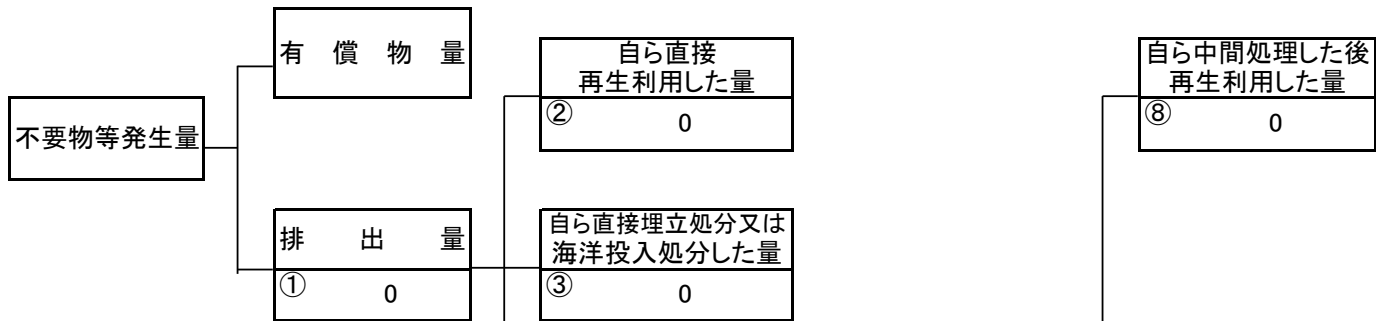 有償物量
自ら直接
再生利用した量
② 0
自ら中間処理した後
再生利用した量
⑧ 0
不要物等発生量
排出量
① 0
自ら直接埋立処分又は
海洋投入処分した量
③ 0